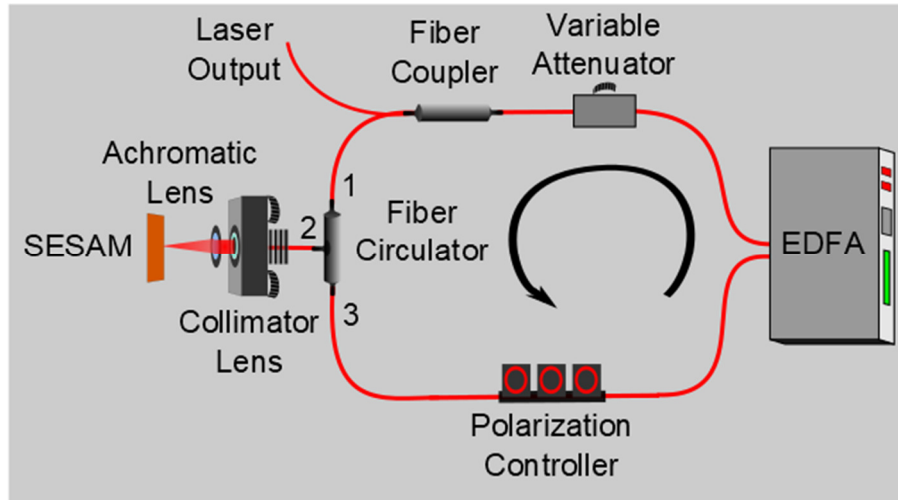 Laser
Output
Fiber
Coupler
Variable
Attenuator
Achromatic
Lens
1
2
Fiber
Circulator
SESAM
EDFA
3
Collimator
Lens
Polarization
Controller